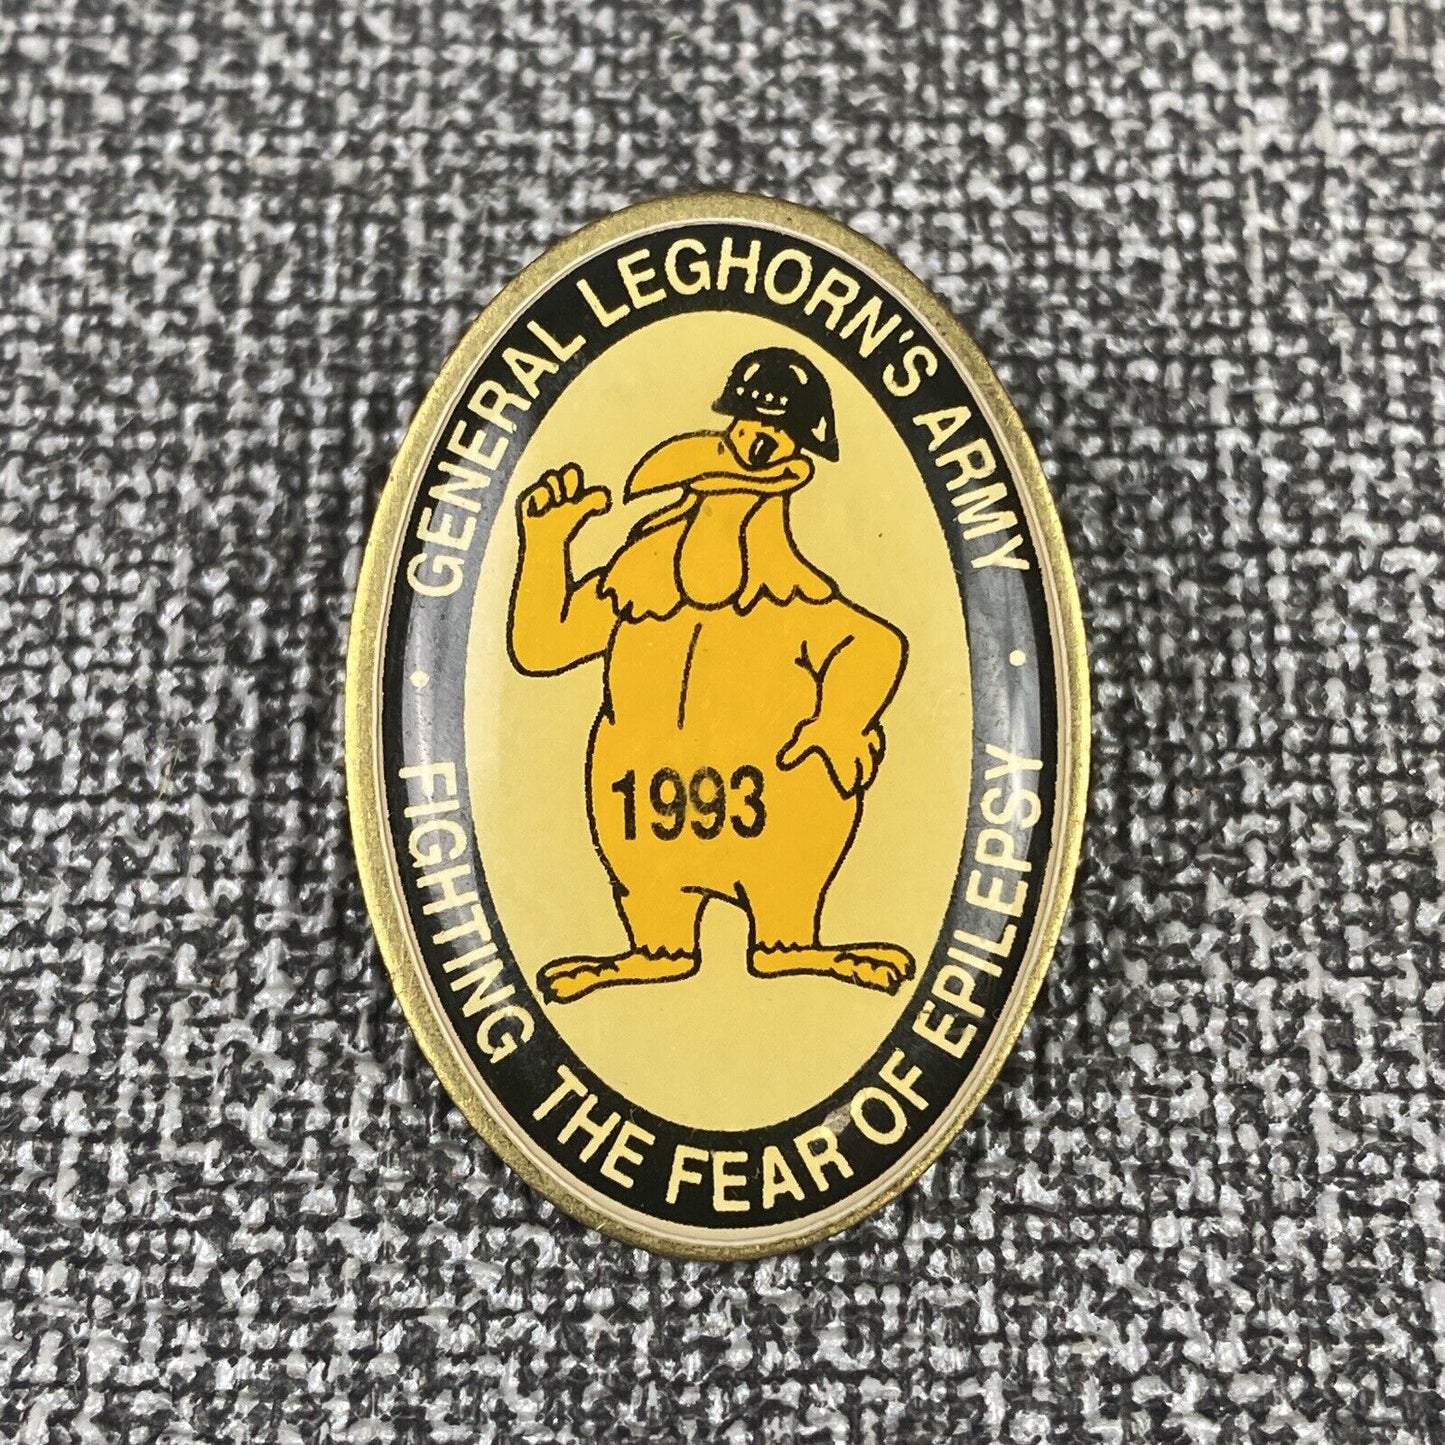 GENERAL LEGHORN'S ARMY
1993
FIGHTING THE FEAR OF EPILEPSY